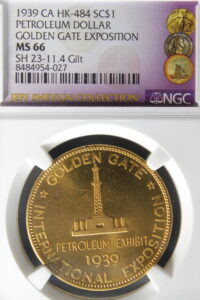 1939 CA HK-484 SC$1
PETROLEUM DOLLAR
GOLDEN GATE EXPOSITION
MS 66
SH 23-11.4 Gilt
8484954-027
COLLECTION
NGC
GOLDEN GATE
INTERNATIONAL EXPOSITION
PETROLEUM EXHIBIT
1939